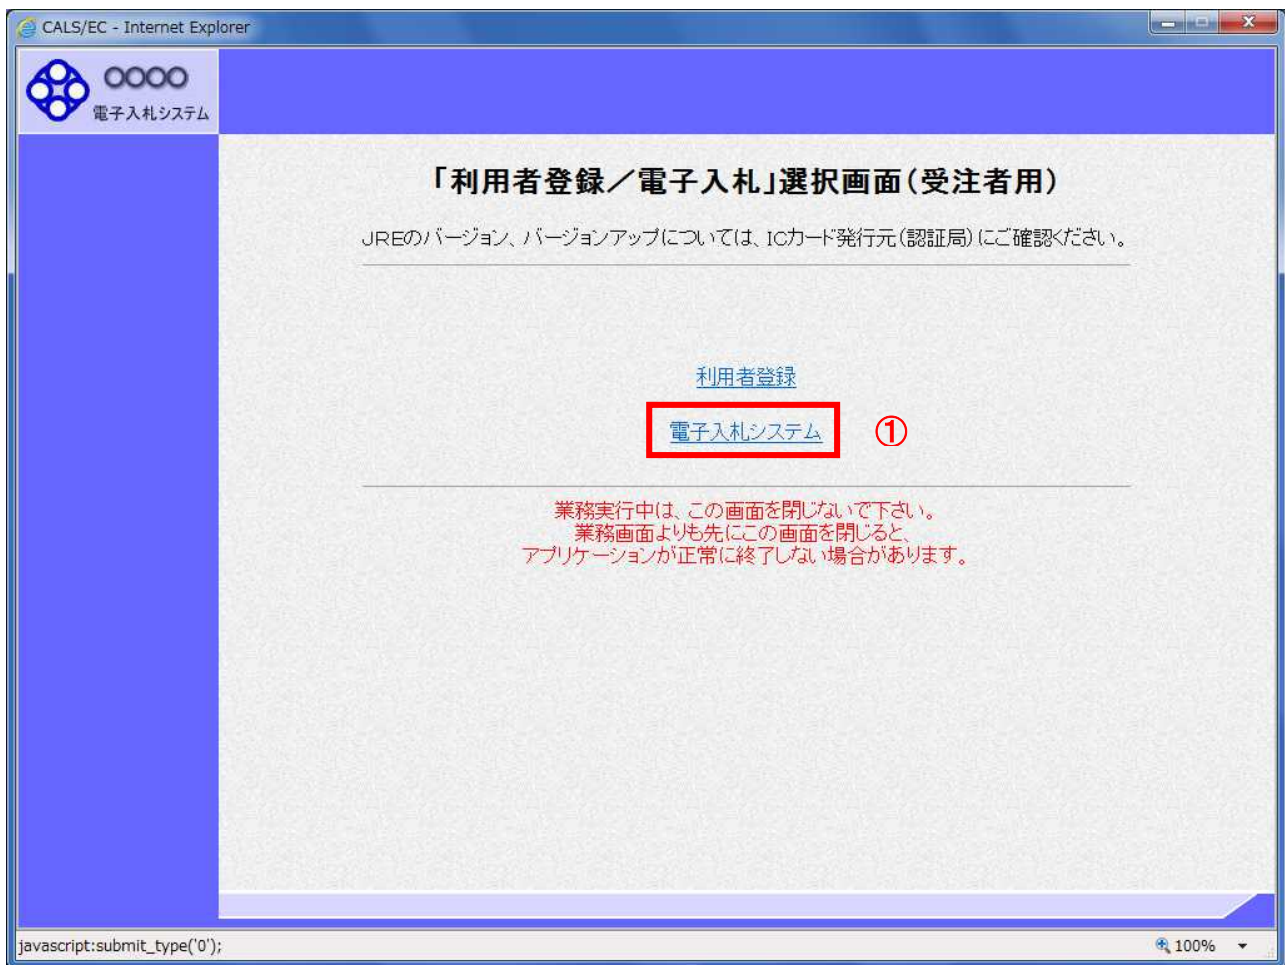 CALS/EC - Internet Explorer
○○○○
電子入札システム
「利用者登録／電子入札」選択画面(受注者用)
JREのバージョン、バージョンアップについては、ICカード発行元(認証局)にご確認ください。
利用者登録
電子入札システム ①
業務実行中は、この画面を閉じないで下さい。
業務画面よりも先にこの画面を閉じると、
アプリケーションが正常に終了しない場合があります。
javascript:submit_type('0'); 100%